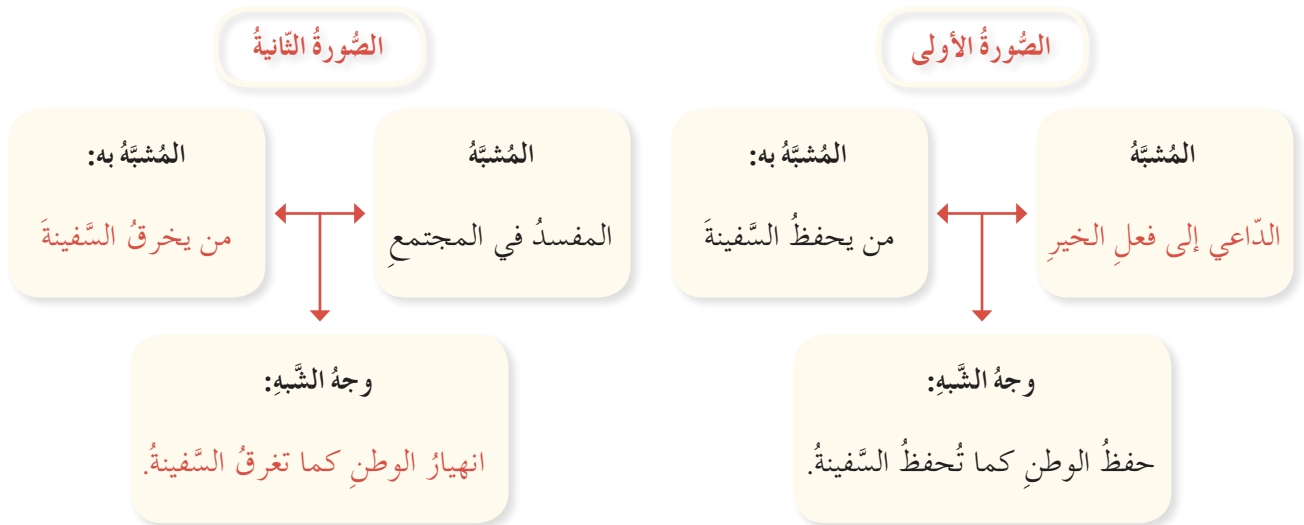 الصُّورةُ الأولى
المُشبَّهُ
الدّاعي إلى فعلِ الخيرِ
المُشبَّهُ به:
من يحفظُ السَّفينةَ
وجهُ الشَّبهِ:
حفظُ الوطنِ كما تُحفظُ السَّفينةُ.
الصُّورةُ الثّانيةُ
المُشبَّهُ
المفسدُ في المجتمعِ
المُشبَّهُ به:
من يخرقُ السَّفينةَ
وجهُ الشَّبهِ:
انهيارُ الوطنِ كما تغرقُ السَّفينةُ.